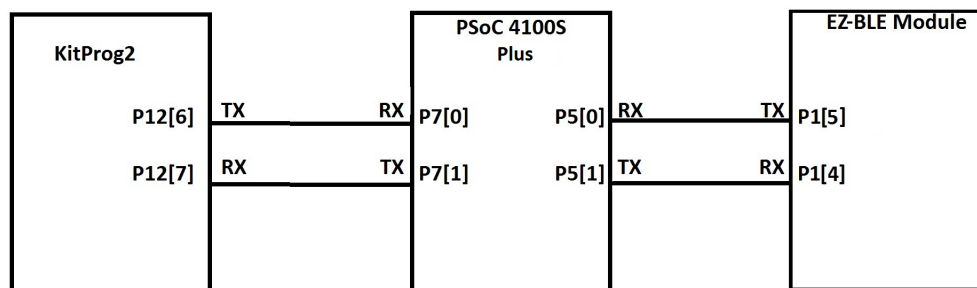 KitProg2
PSoC 4100S
Plus
EZ-BLE Module
P12[6] TX RX P7[0] P5[0] RX TX P1[5]
P12[7] RX TX P7[1] P5[1] TX RX P1[4]